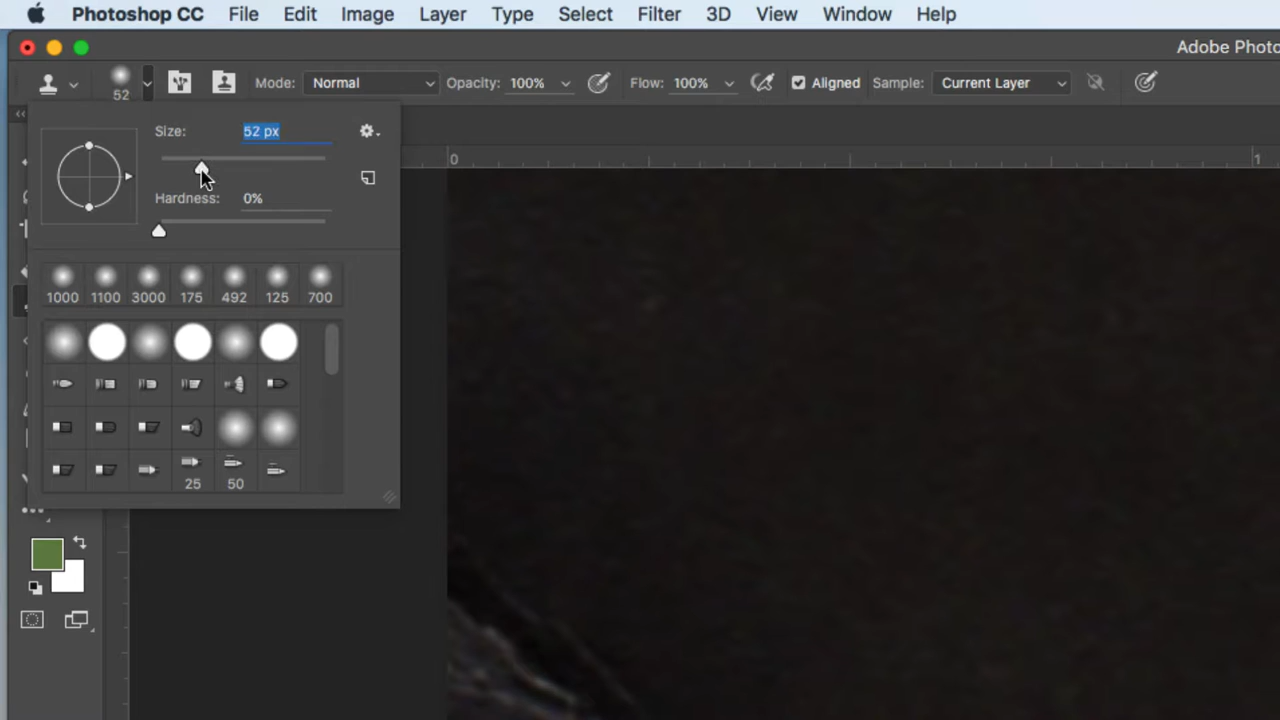 Photoshop CC File Edit Image Layer Type Select Filter 3D View Window Help
Adobe Photo
52 Mode: Normal Opacity: 100% Flow: 100% Aligned Sample: Current Layer
Size: 52 px
0 1
Hardness: 0%
1000 1100 3000 175 492 125 700
25 50